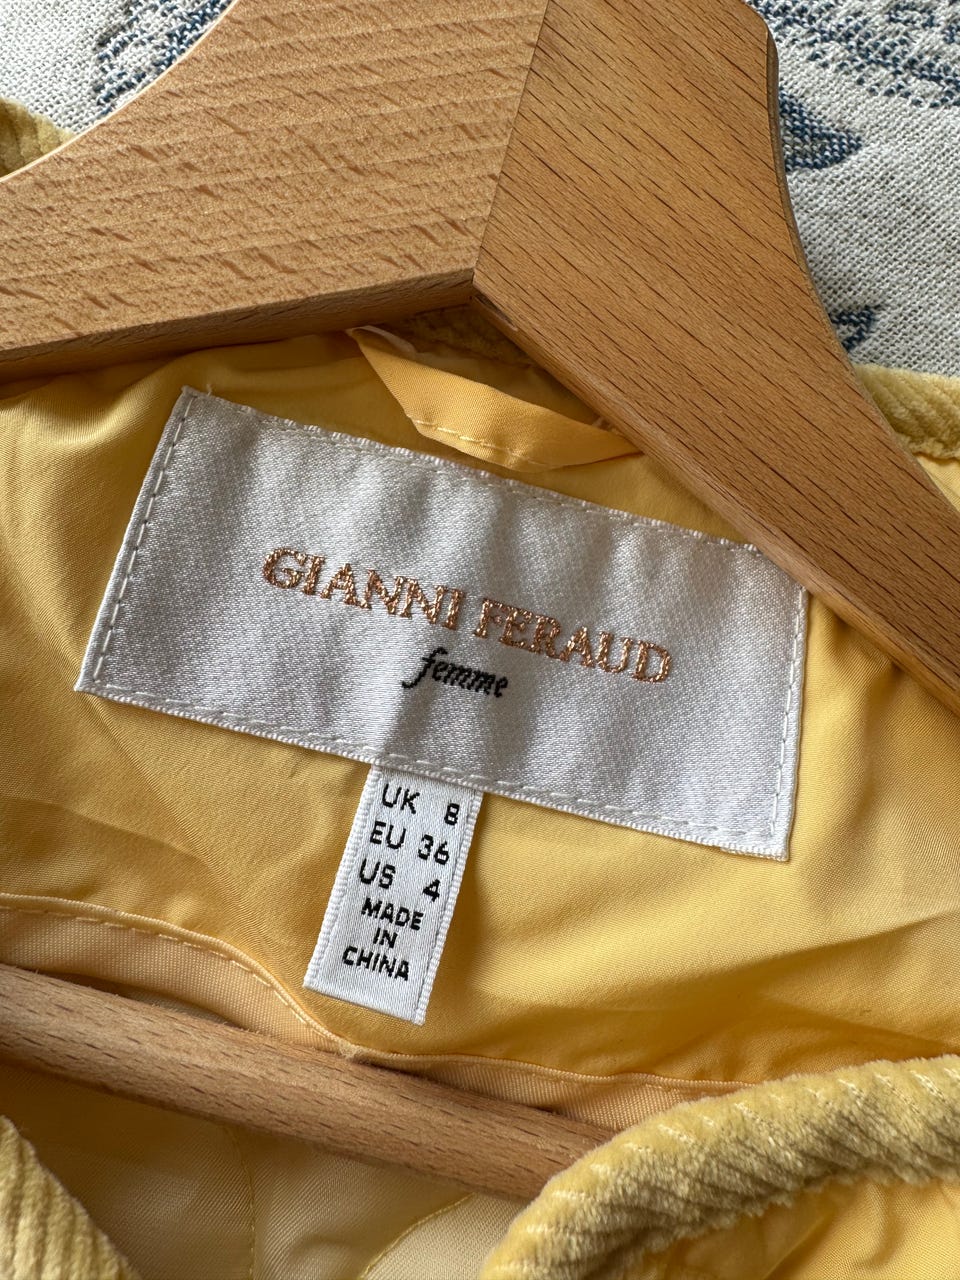 GIANNI FERAUD
femme
UK 8
EU 36
US 4
MADE
IN
CHINA